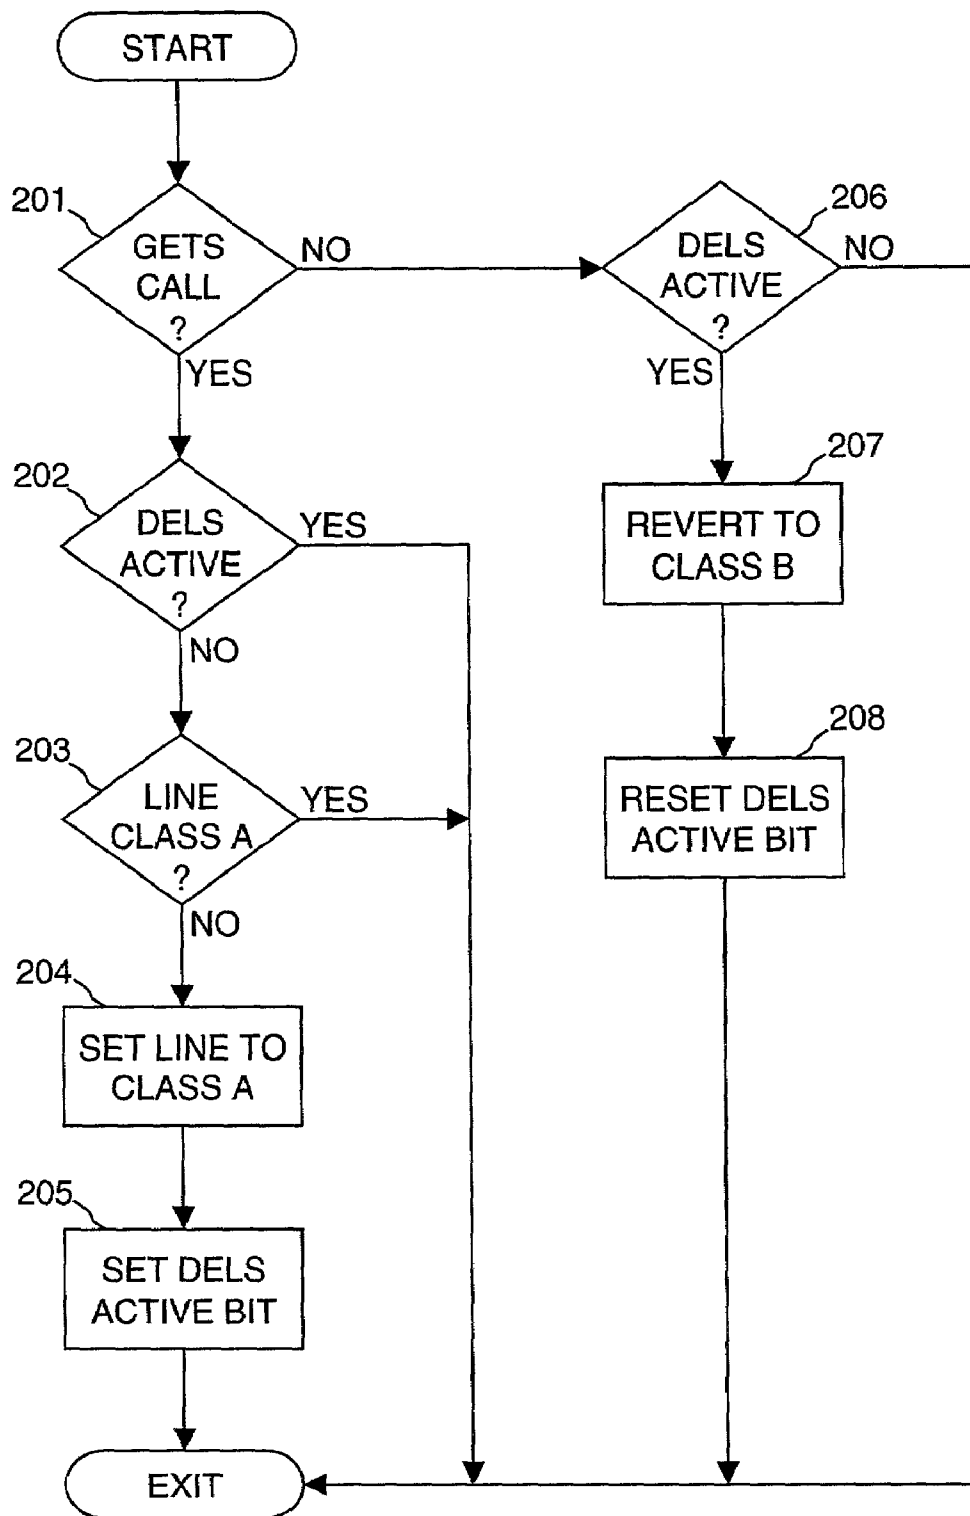 START
201
GETS
CALL
?
NO
YES
206
DELS
ACTIVE
?
NO
YES
202
DELS
ACTIVE
?
YES
NO
207
REVERT TO
CLASS B
203
LINE
CLASS A
?
YES
NO
208
RESET DELS
ACTIVE BIT
204
SET LINE TO
CLASS A
205
SET DELS
ACTIVE BIT
EXIT